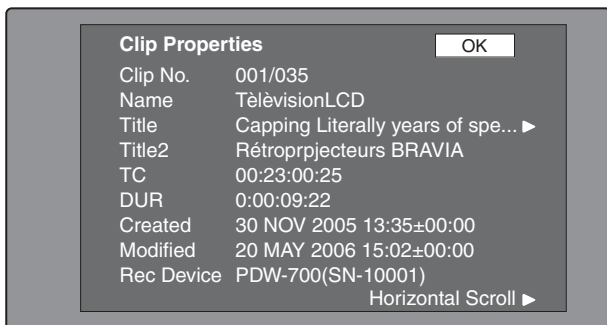 Clip Properties OK
Clip No. 001/035
Name TèlèvisionLCD
Title Capping Literally years of spe... ▶
Title2 Rétroprpjecteurs BRAVIA
TC 00:23:00:25
DUR 0:00:09:22
Created 30 NOV 2005 13:35±00:00
Modified 20 MAY 2006 15:02±00:00
Rec Device PDW-700(SN-10001)
Horizontal Scroll ▶